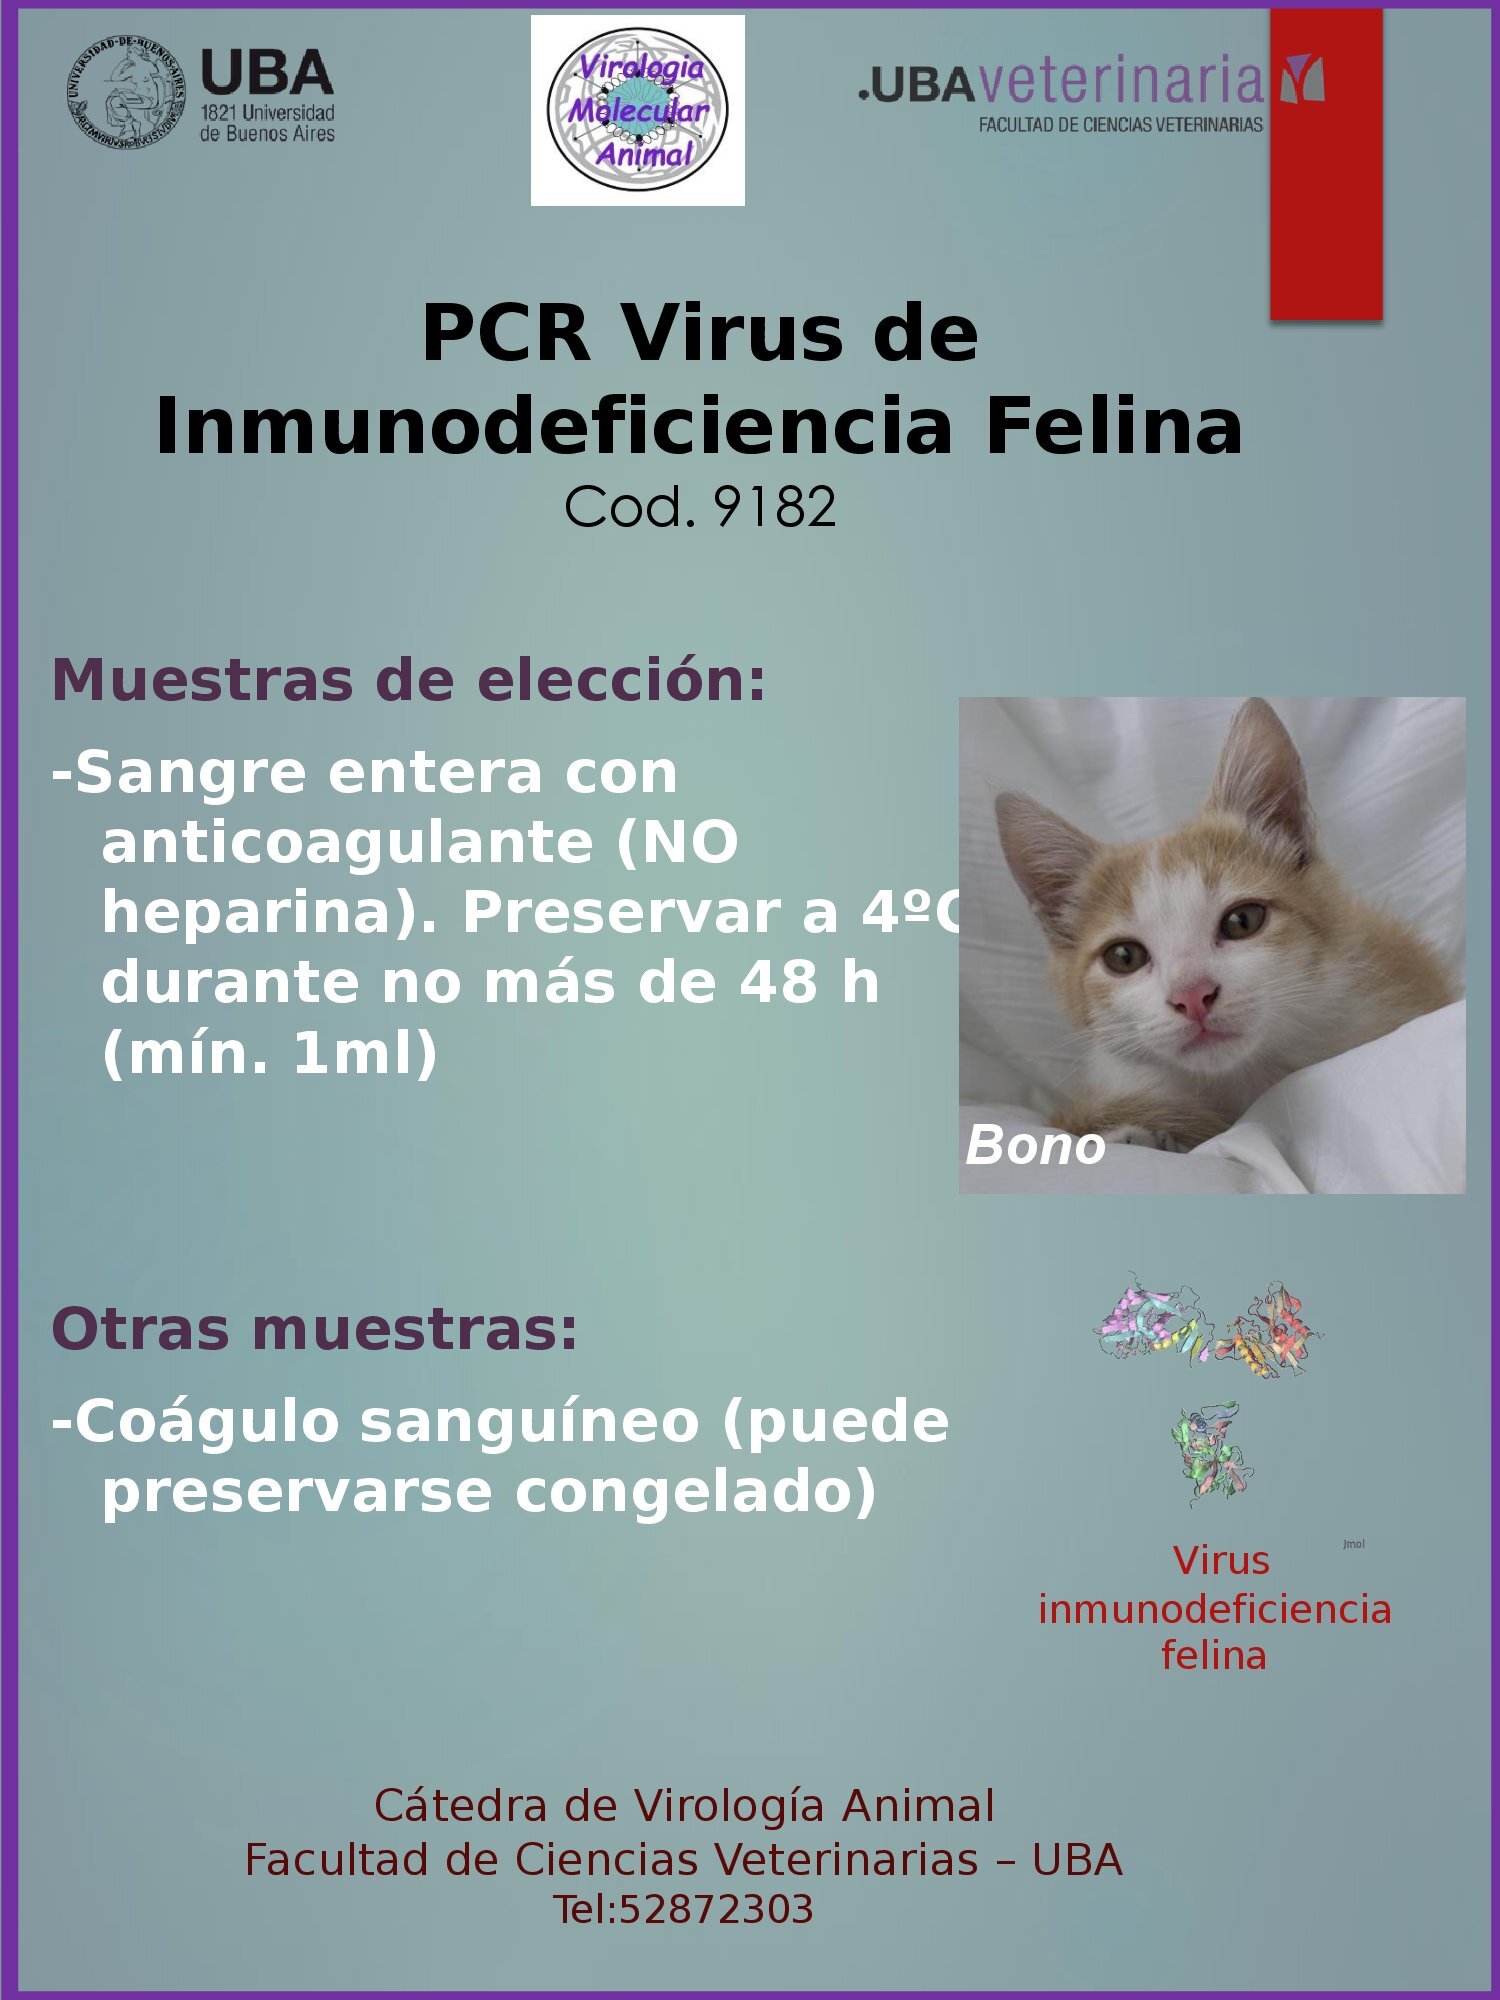 UBA
1821 Universidad
de Buenos Aires
UNIVERSIDAD·DE·BUENOS·AIRES
Virologia
Molecular
Animal
.UBAveterinaria
FACULTAD DE CIENCIAS VETERINARIAS
PCR Virus de
Inmunodeficiencia Felina
Cod. 9182
Muestras de elección:
-Sangre entera con
anticoagulante (NO
heparina). Preservar a 4ºC
durante no más de 48 h
(mín. 1ml)
Bono
Otras muestras:
-Coágulo sanguíneo (puede
preservarse congelado)
Jmol
Virus
inmunodeficiencia
felina
Cátedra de Virología Animal
Facultad de Ciencias Veterinarias – UBA
Tel:52872303